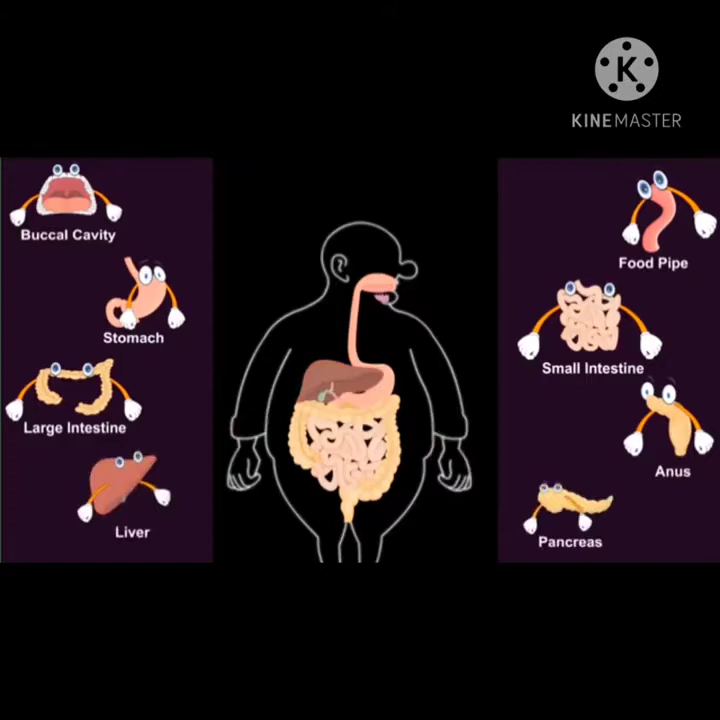 K
KINEMASTER
Buccal Cavity
Stomach
Large Intestine
Liver
Food Pipe
Small Intestine
Anus
Pancreas